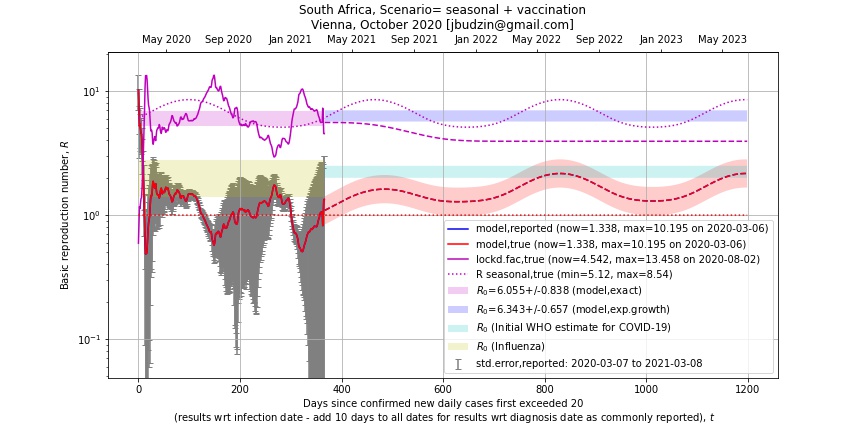 South Africa, Scenario= seasonal + vaccination
Vienna, October 2020 [jbudzin@gmail.com]
May 2020 Sep 2020 Jan 2021 May 2021 Sep 2021 Jan 2022 May 2022 Sep 2022 Jan 2023 May 2023
Basic reproduction number, R
10¹
10⁰
10⁻¹
model,reported (now=1.338, max=10.195 on 2020-03-06)
model,true (now=1.338, max=10.195 on 2020-03-06)
lockd.fac,true (now=4.542, max=13.458 on 2020-08-02)
R seasonal,true (min=5.12, max=8.54)
R₀=6.055+/-0.838 (model,exact)
R₀=6.343+/-0.657 (model,exp.growth)
R₀ (Initial WHO estimate for COVID-19)
R₀ (Influenza)
std.error,reported: 2020-03-07 to 2021-03-08
0 200 400 600 800 1000 1200
Days since confirmed new daily cases first exceeded 20
(results wrt infection date - add 10 days to all dates for results wrt diagnosis date as commonly reported), t